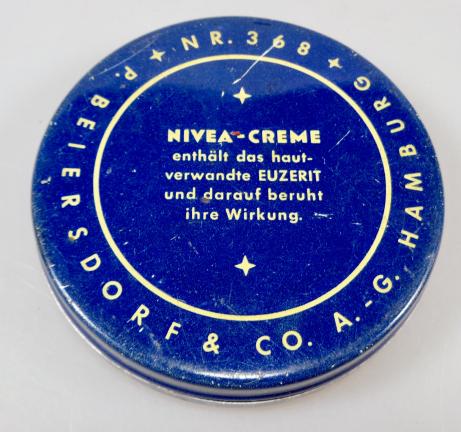 ✦ NR. 368 ✦
NIVEA-CREME
enthält das haut-
verwandte EUZERIT
und darauf beruht
ihre Wirkung.
P. BEIERSDORF & CO. A.-G. HAMBURG